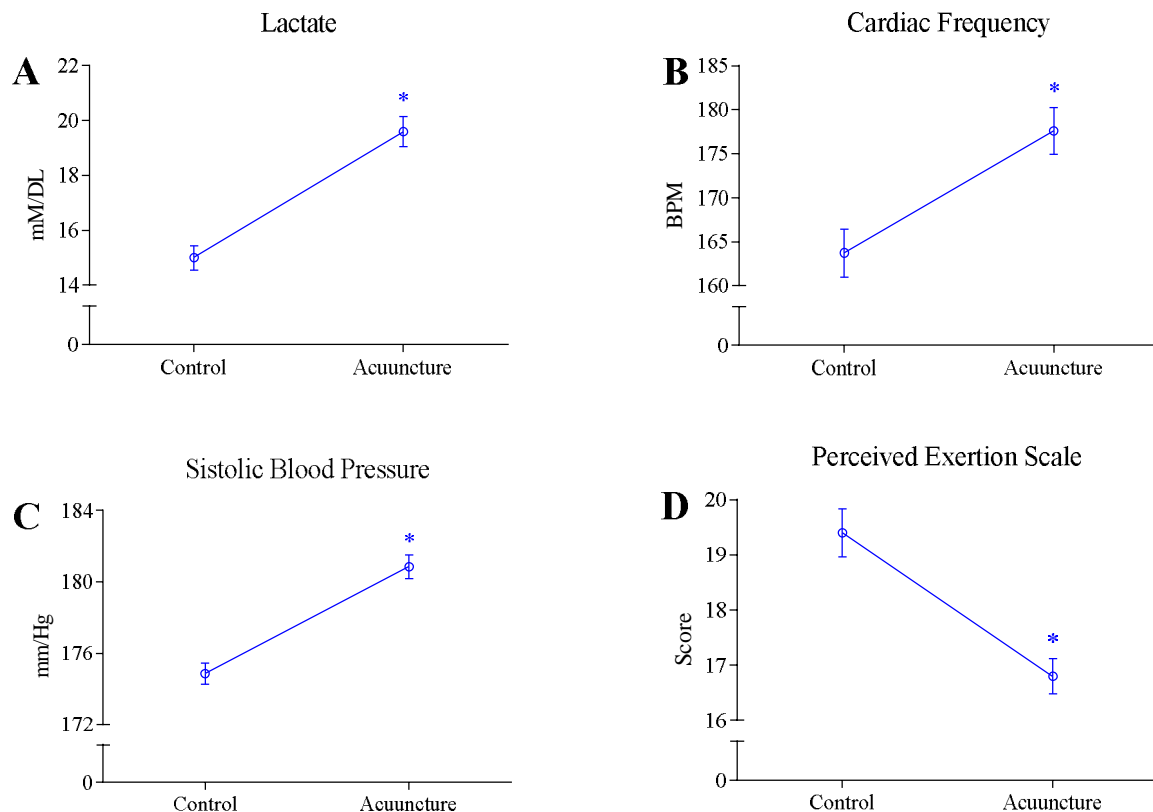 Lactate
A
22
20
18
16
14
0
mM/DL
*
Control
Acuuncture
Cardiac Frequency
B
185
180
175
170
165
160
0
BPM
*
Control
Acuuncture
Sistolic Blood Pressure
C
184
180
176
172
0
mm/Hg
*
Control
Acuuncture
Perceived Exertion Scale
D
20
19
18
17
16
0
Score
*
Control
Acuuncture